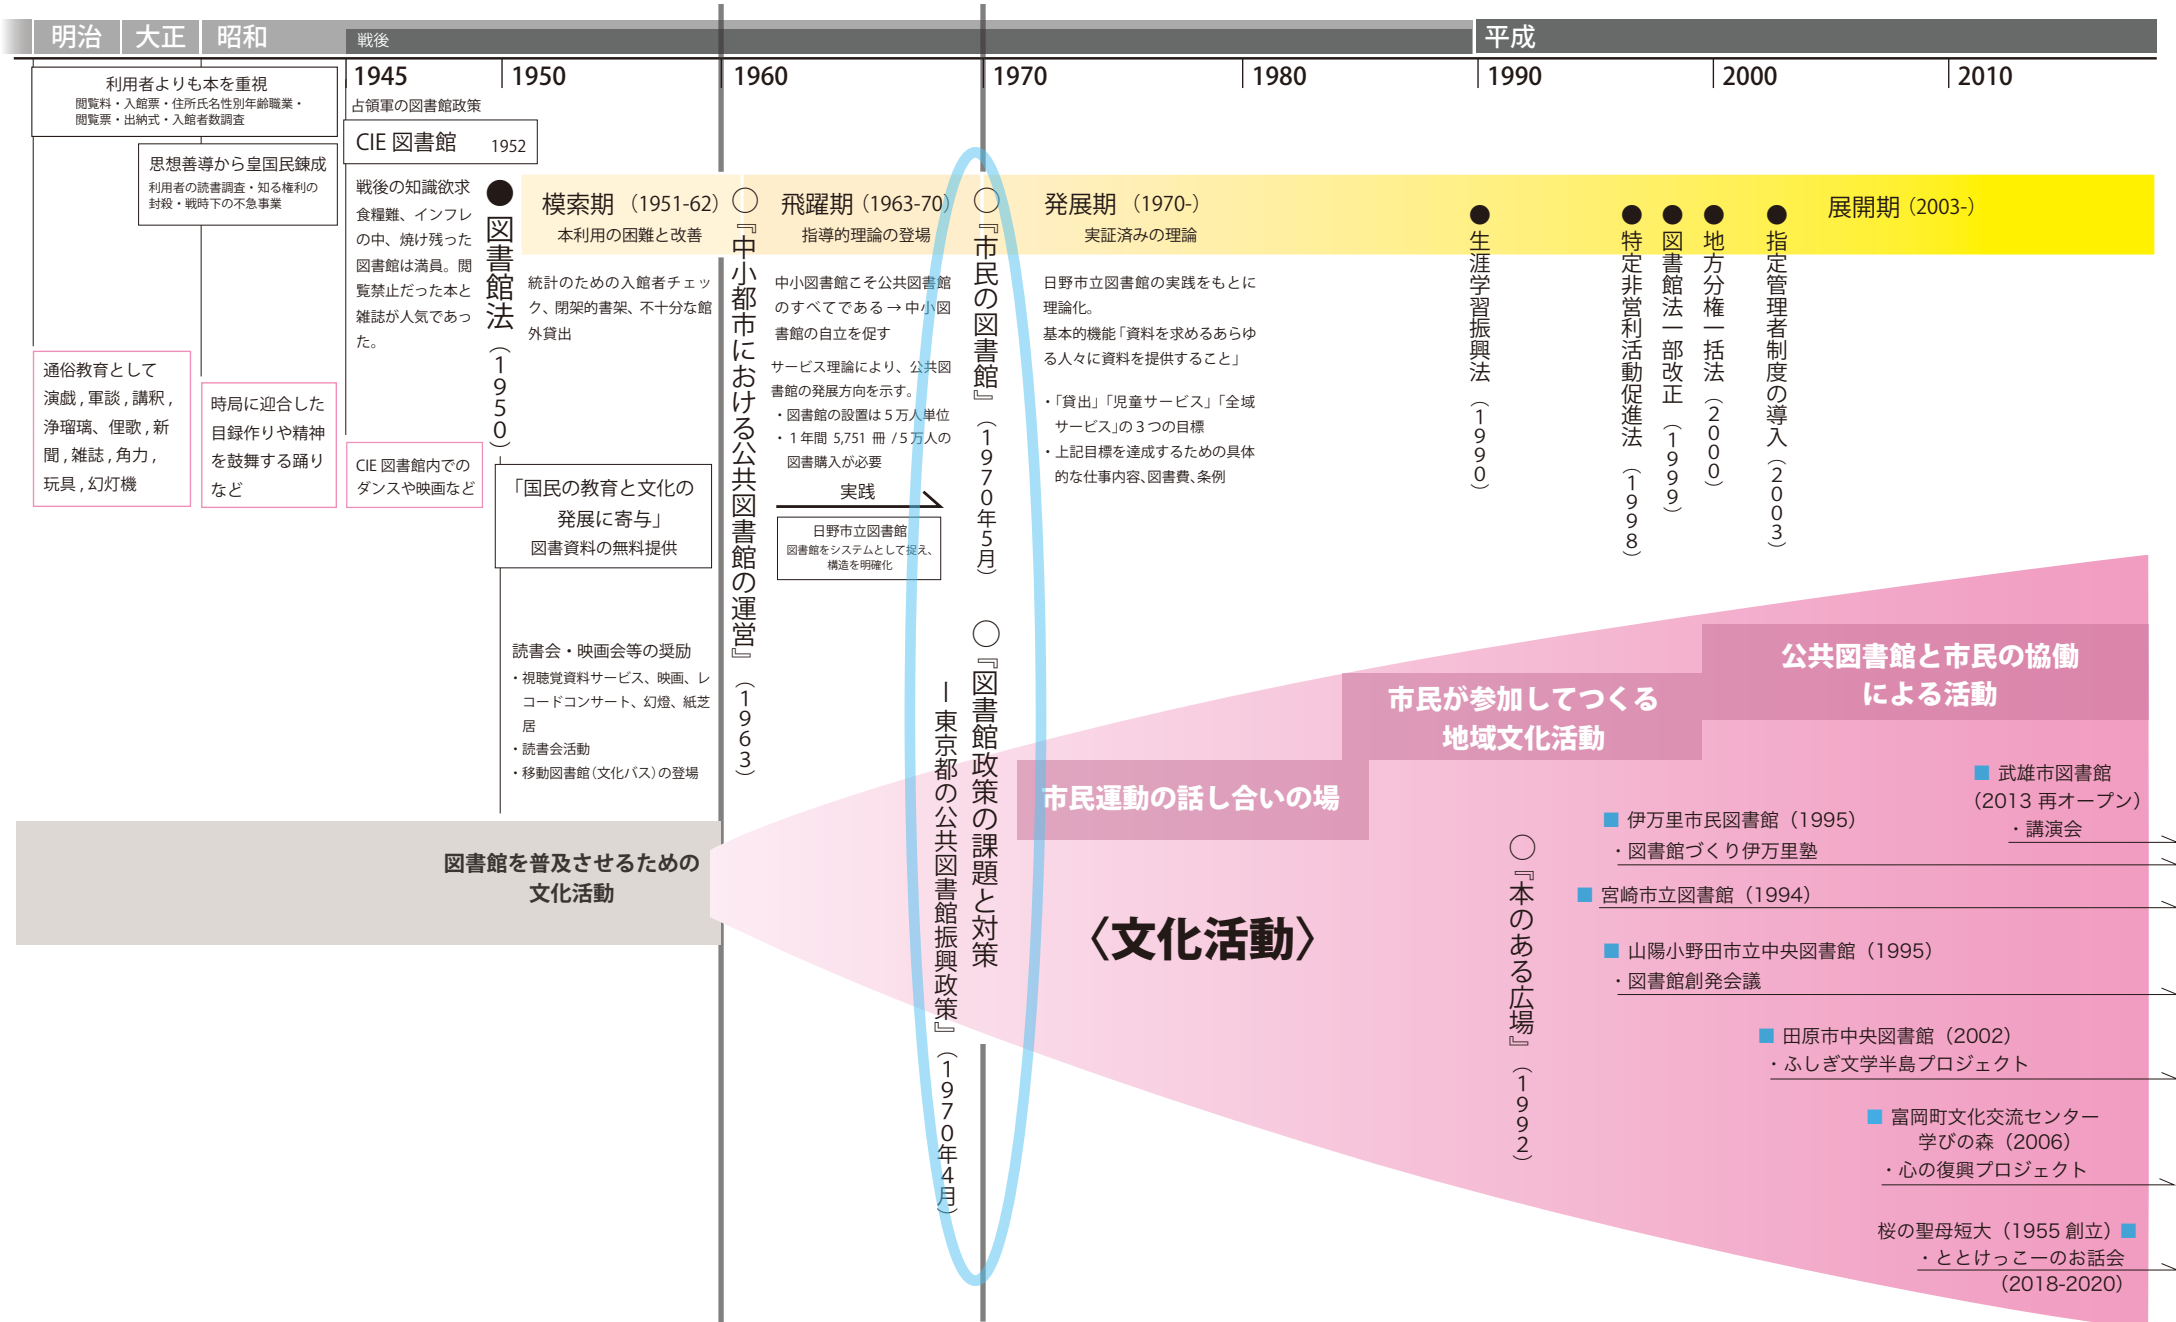 明治
大正
昭和
戦後
平成
1945
1950
1960
1970
1980
1990
2000
2010
利用者よりも本を重視
閲覧料・入館票・住所氏名性別年齢職業・
閲覧票・出納式・入館者数調査
思想善導から皇国民錬成
利用者の読書調査・知る権利の
封殺・戦時下の不急事業
占領軍の図書館政策
CIE 図書館 1952
戦後の知識欲求
食糧難、インフレ
の中、焼け残った
図書館は満員。閲
覧禁止だった本と
雑誌が人気であっ
た。
通俗教育として
演戯 , 軍談 , 講釈 ,
浄瑠璃、俚歌 , 新
聞 , 雑誌 , 角力 ,
玩具 , 幻灯機
時局に迎合した
目録作りや精神
を鼓舞する踊り
など
CIE 図書館内での
ダンスや映画など
● 図書館法（1950）
「国民の教育と文化の
発展に寄与」
図書資料の無料提供
読書会・映画会等の奨励
・視聴覚資料サービス、映画、レ
コードコンサート、幻燈、紙芝
居
・読書会活動
・移動図書館（文化バス）の登場
模索期 （1951-62）
本利用の困難と改善
統計のための入館者チェッ
ク、閉架的書架、不十分な館
外貸出
〇『中小都市における公共図書館の運営』（1963）
飛躍期（1963-70）
指導的理論の登場
中小図書館こそ公共図書館
のすべてである→中小図
書館の自立を促す
サービス理論により、公共図
書館の発展方向を示す。
・図書館の設置は５万人単位
・１年間 5,751 冊 /５万人の
図書購入が必要
実践
日野市立図書館
図書館をシステムとして捉え、
構造を明確化
〇『市民の図書館』（1970年5月）
〇『図書館政策の課題と対策
ー東京都の公共図書館振興政策』（1970年4月）
発展期 （1970-）
実証済みの理論
日野市立図書館の実践をもとに
理論化。
基本的機能「資料を求めるあらゆ
る人々に資料を提供すること」
・「貸出」「児童サービス」「全域
サービス」の３つの目標
・上記目標を達成するための具体
的な仕事内容、図書費、条例
● 生涯学習振興法（1990）
● 特定非営利活動促進法（1998）
● 図書館法一部改正（1999）
● 地方分権一括法（2000）
● 指定管理者制度の導入（2003）
展開期（2003-）
図書館を普及させるための
文化活動
市民運動の話し合いの場
市民が参加してつくる
地域文化活動
公共図書館と市民の協働
による活動
〈文化活動〉
〇『本のある広場』（1992）
■ 武雄市図書館
（2013 再オープン）
・講演会
■ 伊万里市民図書館（1995）
・図書館づくり伊万里塾
■ 宮崎市立図書館（1994）
■ 山陽小野田市立中央図書館（1995）
・図書館創発会議
■ 田原市中央図書館（2002）
・ふしぎ文学半島プロジェクト
■ 富岡町文化交流センター
学びの森（2006）
・心の復興プロジェクト
桜の聖母短大（1955 創立）■
・ととけっこーのお話会
（2018-2020）